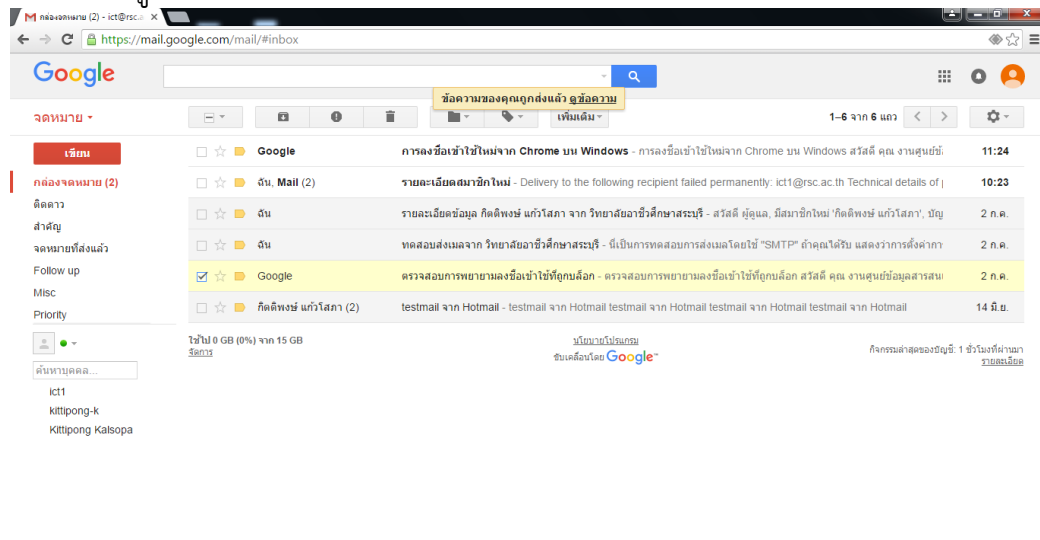 กล่องจดหมาย (2) - ict@rsc.a
https://mail.google.com/mail/#inbox
Google
ข้อความของคุณถูกส่งแล้ว ดูข้อความ
จดหมาย
เพิ่มเติม
1–6 จาก 6 แถว
เขียน
Google การลงชื่อเข้าใช้ใหม่จาก Chrome บน Windows - การลงชื่อเข้าใช้ใหม่จาก Chrome บน Windows สวัสดี คุณ งานศูนย์ข้ 11:24
กล่องจดหมาย (2)
ฉัน, Mail (2) รายละเอียดสมาชิกใหม่ - Delivery to the following recipient failed permanently: ict1@rsc.ac.th Technical details of 10:23
ติดดาว
ฉัน รายละเอียดข้อมูล กิตติพงษ์ แก้วโสภา จาก วิทยาลัยอาชีวศึกษาสระบุรี - สวัสดี ผู้ดูแล, มีสมาชิกใหม่ 'กิตติพงษ์ แก้วโสภา', บัญ 2 ก.ค.
สำคัญ
จดหมายที่ส่งแล้ว
ฉัน ทดสอบส่งเมลจาก วิทยาลัยอาชีวศึกษาสระบุรี - นี่เป็นการทดสอบการส่งเมลโดยใช้ "SMTP" ถ้าคุณได้รับ แสดงว่าการตั้งค่ากา 2 ก.ค.
Follow up
Google ตรวจสอบการพยายามลงชื่อเข้าใช้ที่ถูกบล็อก - ตรวจสอบการพยายามลงชื่อเข้าใช้ที่ถูกบล็อก สวัสดี คุณ งานศูนย์ข้อมูลสารสน 2 ก.ค.
Misc
กิตติพงษ์ แก้วโสภา (2) testmail จาก Hotmail - testmail จาก Hotmail testmail จาก Hotmail testmail จาก Hotmail testmail จาก Hotmail 14 มิ.ย.
Priority
ใช้ไป 0 GB (0%) จาก 15 GB
จัดการ
นโยบายโปรแกรม
ขับเคลื่อนโดย Google™
กิจกรรมล่าสุดของบัญชี: 1 ชั่วโมงที่ผ่านมา
รายละเอียด
ค้นหาบุคคล...
ict1
kittipong-k
Kittipong Kalsopa